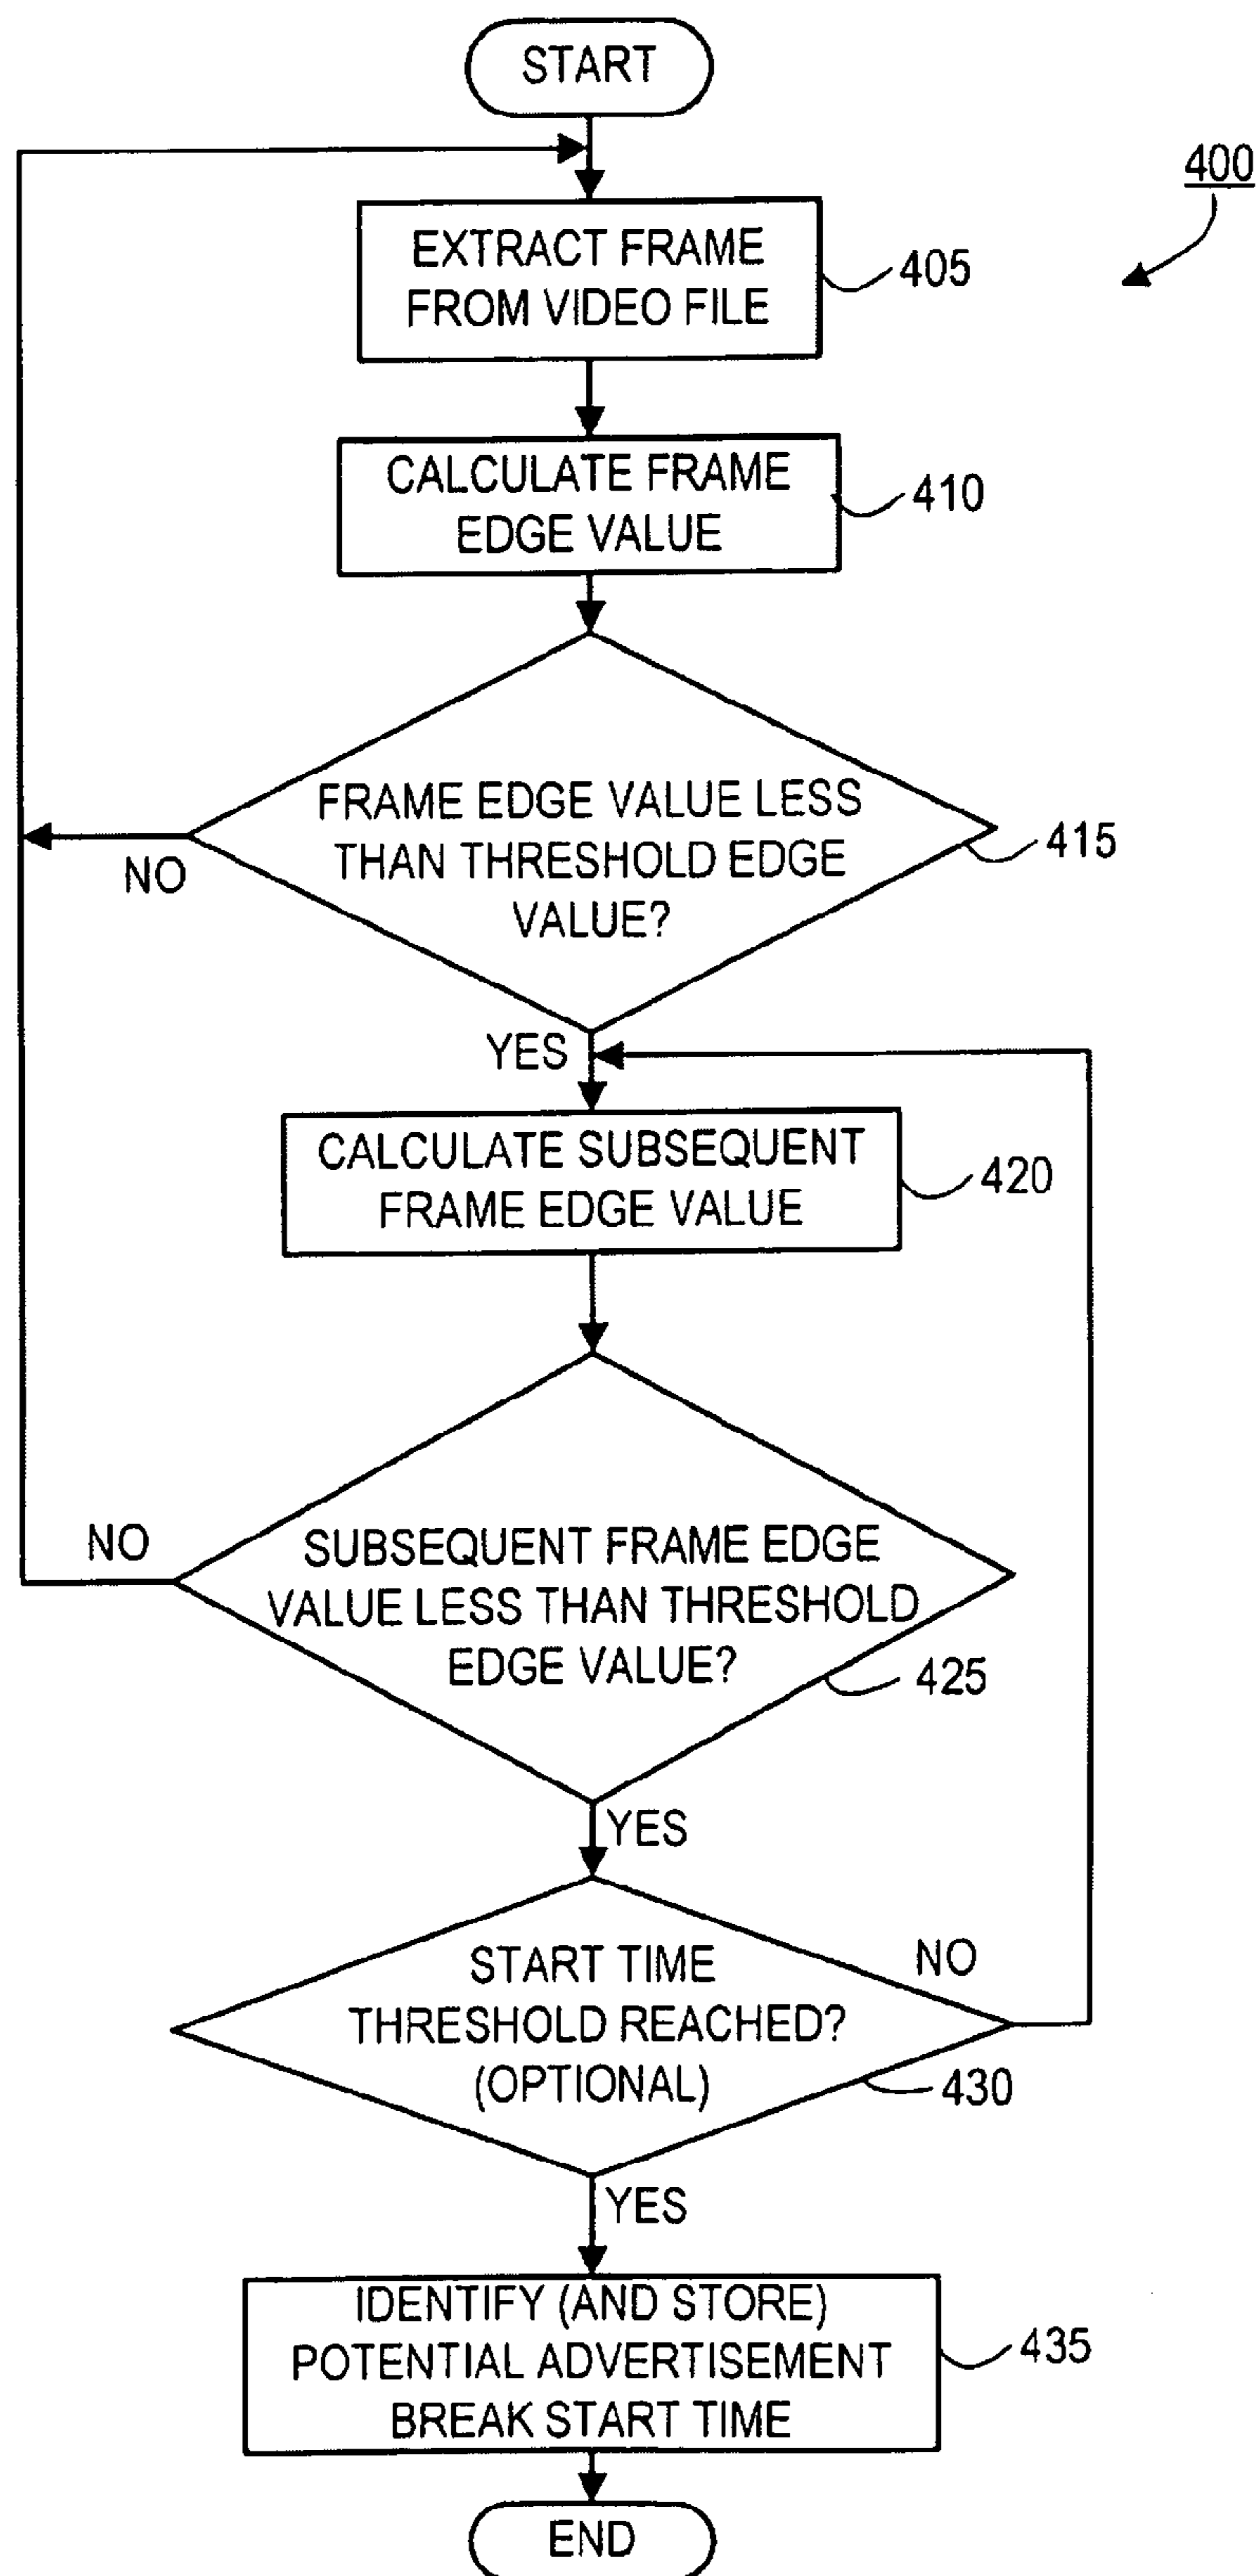 START
400
EXTRACT FRAME
FROM VIDEO FILE
405
CALCULATE FRAME
EDGE VALUE
410
FRAME EDGE VALUE LESS
THAN THRESHOLD EDGE
VALUE?
415
NO
YES
CALCULATE SUBSEQUENT
FRAME EDGE VALUE
420
NO
SUBSEQUENT FRAME EDGE
VALUE LESS THAN THRESHOLD
EDGE VALUE?
425
YES
START TIME
THRESHOLD REACHED?
(OPTIONAL)
NO
430
YES
IDENTIFY (AND STORE)
POTENTIAL ADVERTISEMENT
BREAK START TIME
435
END